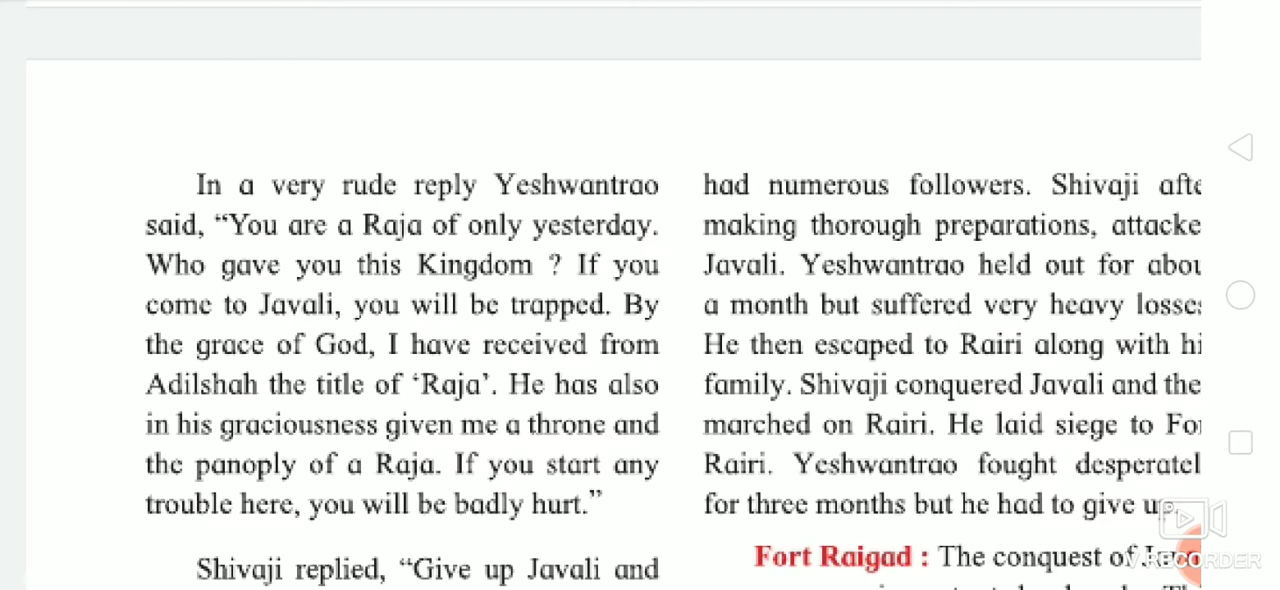 In a very rude reply Yeshwantrao
said, “You are a Raja of only yesterday.
Who gave you this Kingdom ? If you
come to Javali, you will be trapped. By
the grace of God, I have received from
Adilshah the title of ‘Raja’. He has also
in his graciousness given me a throne and
the panoply of a Raja. If you start any
trouble here, you will be badly hurt.”
Shivaji replied, “Give up Javali and
had numerous followers. Shivaji
making thorough preparations,
Javali. Yeshwantrao held out for
a month but suffered very heavy
He then escaped to Rairi along with
family. Shivaji conquered Javali and
marched on Rairi. He laid siege to
Rairi. Yeshwantrao fought
for three months but he had to give up.
Fort Raigad : The conquest of
V RECORDER